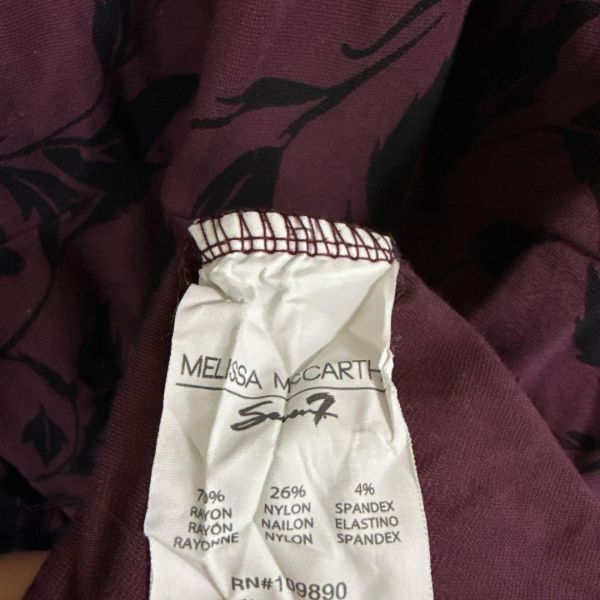 MELISSA McCARTH
Seven7
70% 26% 4%
RAYON NYLON SPANDEX
RAYÓN NAILON ELASTINO
RAYONNE NYLON SPANDEX
RN#109890